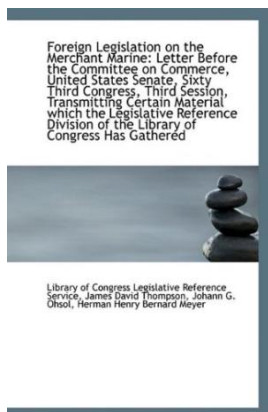 Foreign Legislation on the
Merchant Marine: Letter Before
the Committee on Commerce,
United States Senate, Sixty
Third Congress, Third Session,
Transmitting Certain Material
which the Legislative Reference
Division of the Library of
Congress Has Gathered
Library of Congress Legislative Reference
Service, James David Thompson, Johann G.
Ohsol, Herman Henry Bernard Meyer